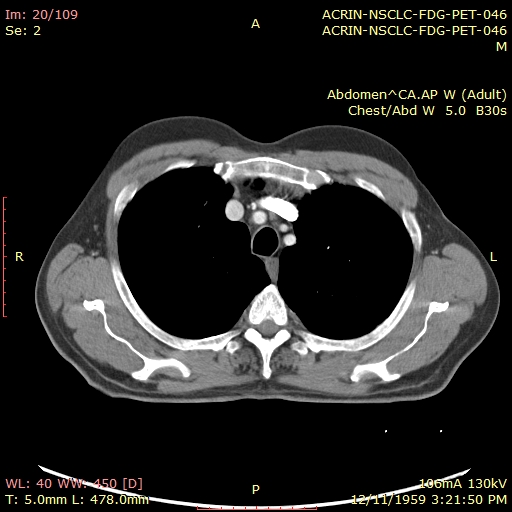 Im: 20/109
Se: 2
A
ACRIN-NSCLC-FDG-PET-046
ACRIN-NSCLC-FDG-PET-046
M
Abdomen^CA.AP W (Adult)
Chest/Abd W 5.0 B30s
R
L
WL: 40 WW: 450 [D]
T: 5.0mm L: 478.0mm
P
106mA 130kV
12/11/1959 3:21:50 PM